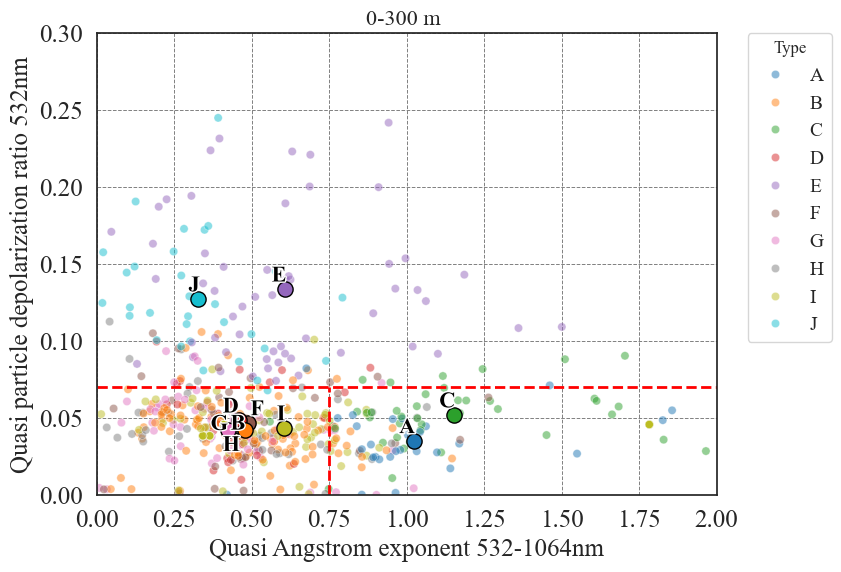 0-300 m
Quasi particle depolarization ratio 532nm
0.30
0.25
0.20
0.15
0.10
0.05
0.00
J
E
D
F
G
B
I
H
A
C
0.00 0.25 0.50 0.75 1.00 1.25 1.50 1.75 2.00
Quasi Angstrom exponent 532-1064nm
Type
A
B
C
D
E
F
G
H
I
J